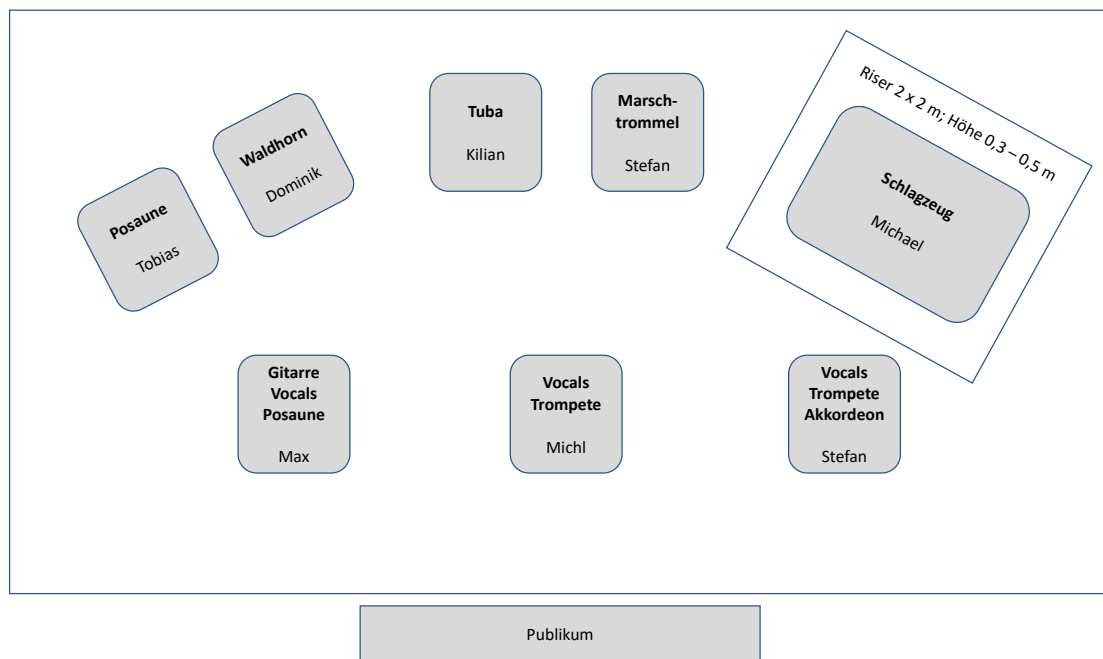 Posaune
Tobias
Waldhorn
Dominik
Tuba
Kilian
Marsch-
trommel
Stefan
Riser 2 x 2 m; Höhe 0,3 – 0,5 m
Schlagzeug
Michael
Gitarre
Vocals
Posaune
Max
Vocals
Trompete
Michl
Vocals
Trompete
Akkordeon
Stefan
Publikum